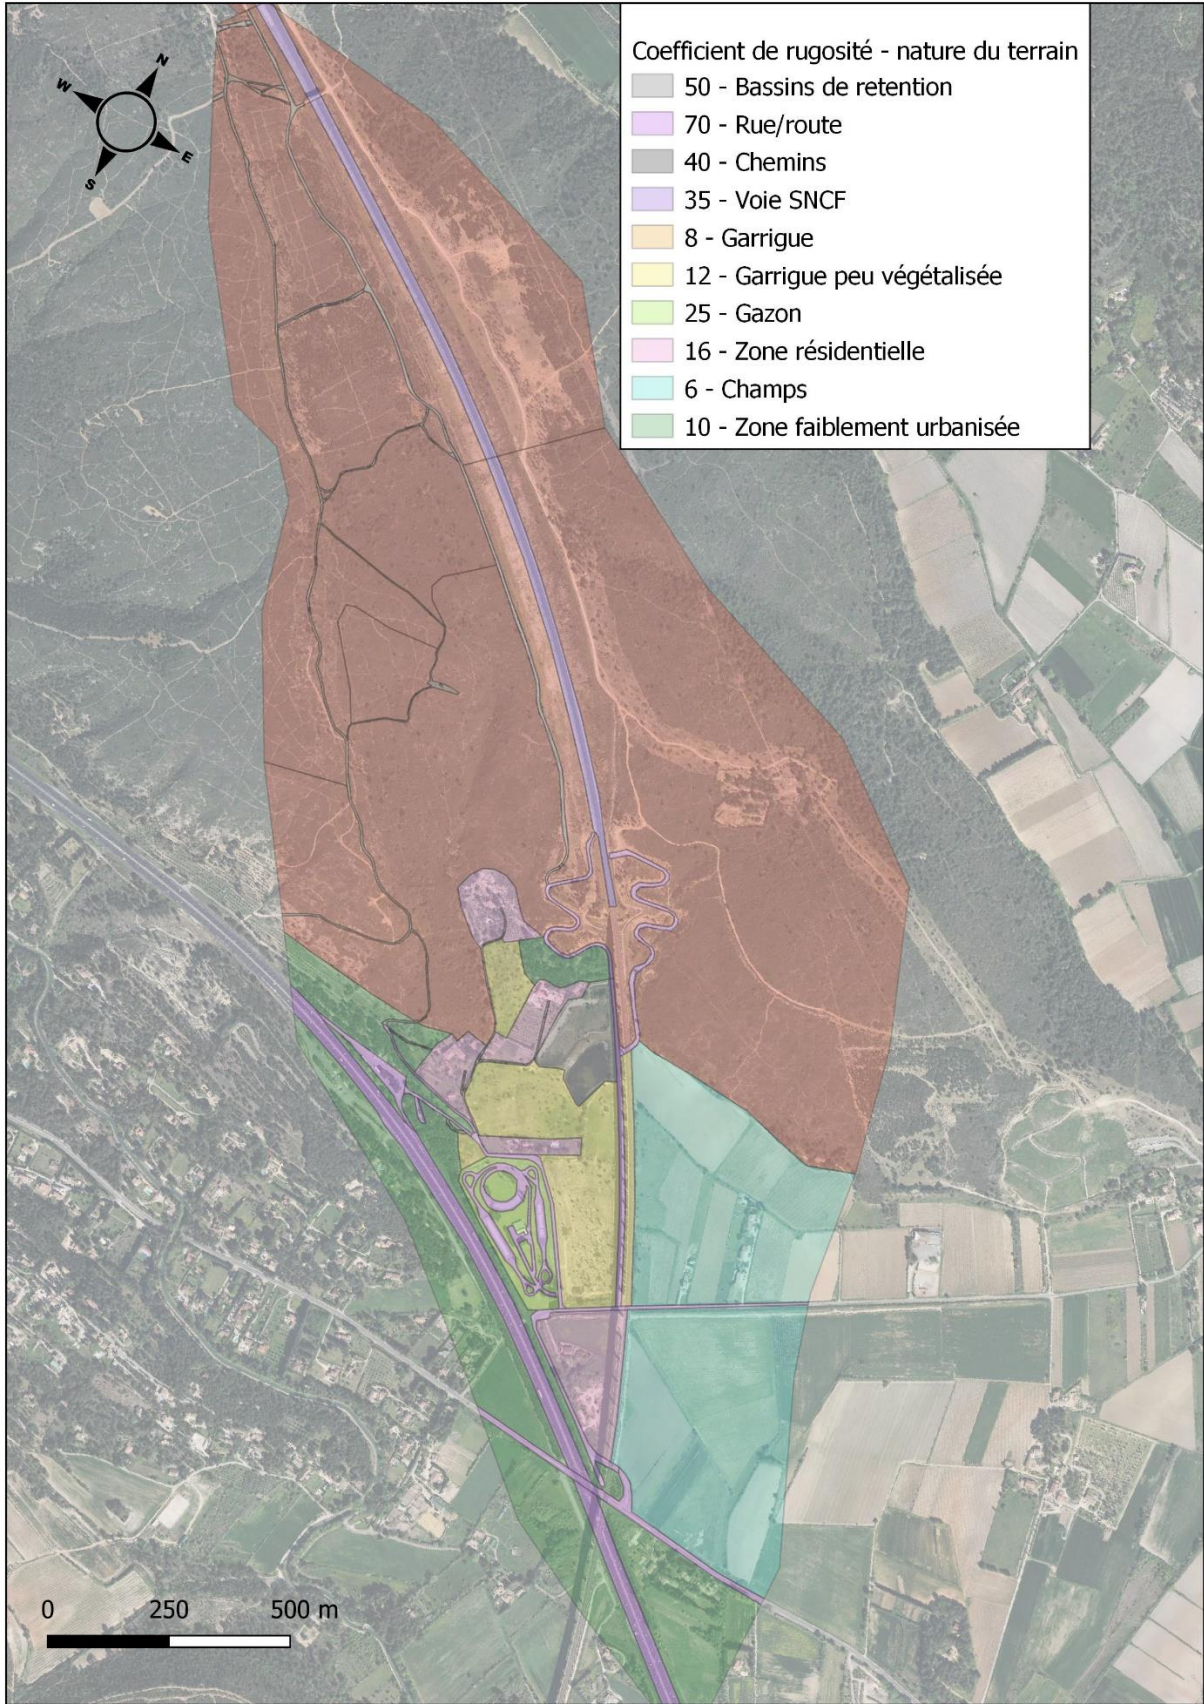 Coefficient de rugosité - nature du terrain
50 - Bassins de retention
70 - Rue/route
40 - Chemins
35 - Voie SNCF
8 - Garrigue
12 - Garrigue peu végétalisée
25 - Gazon
16 - Zone résidentielle
6 - Champs
10 - Zone faiblement urbanisée
N
W
E
S
0 250 500 m